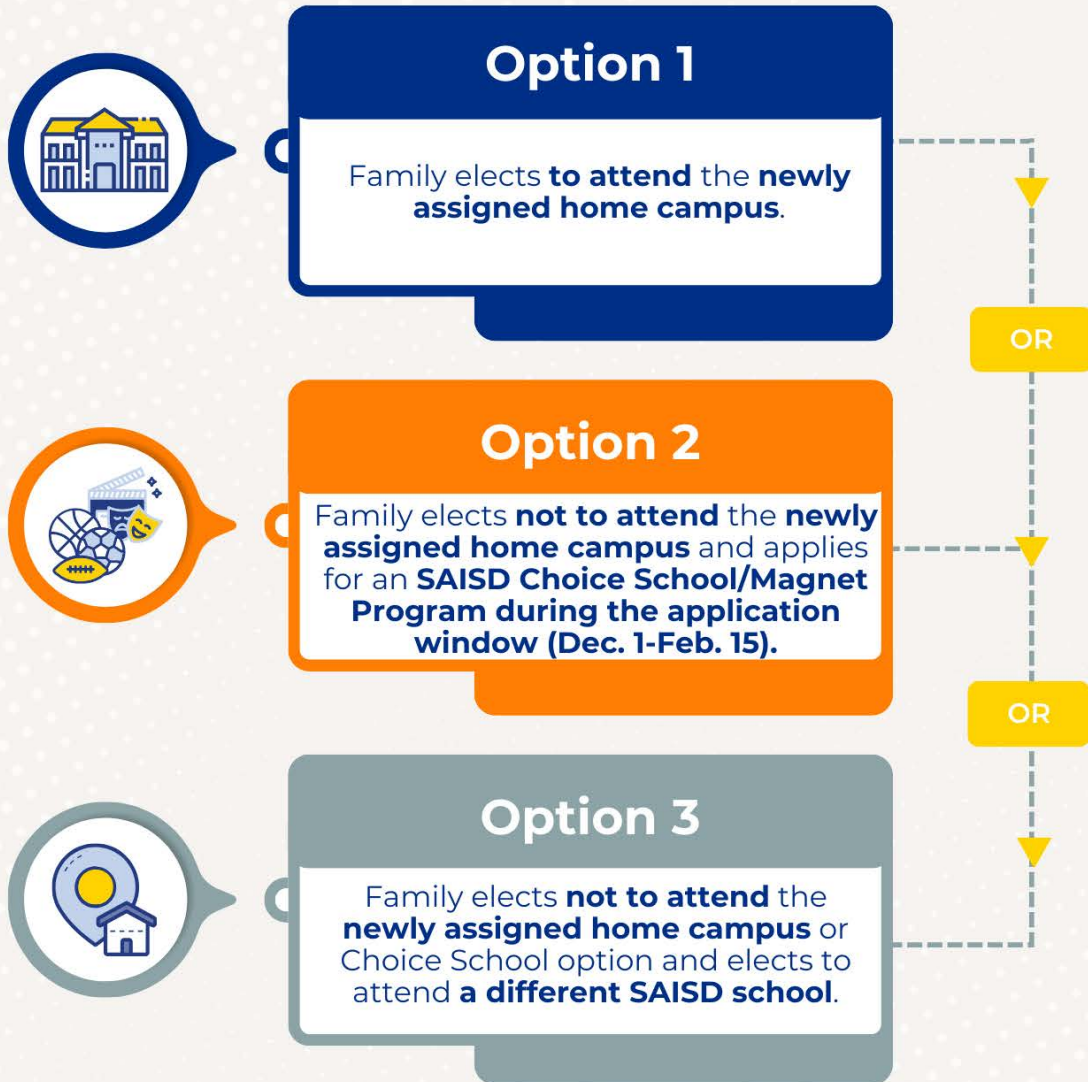 Option 1
Family elects to attend the newly
assigned home campus.
OR
Option 2
Family elects not to attend the newly
assigned home campus and applies
for an SAISD Choice School/Magnet
Program during the application
window (Dec. 1-Feb. 15).
OR
Option 3
Family elects not to attend the
newly assigned home campus or
Choice School option and elects to
attend a different SAISD school.